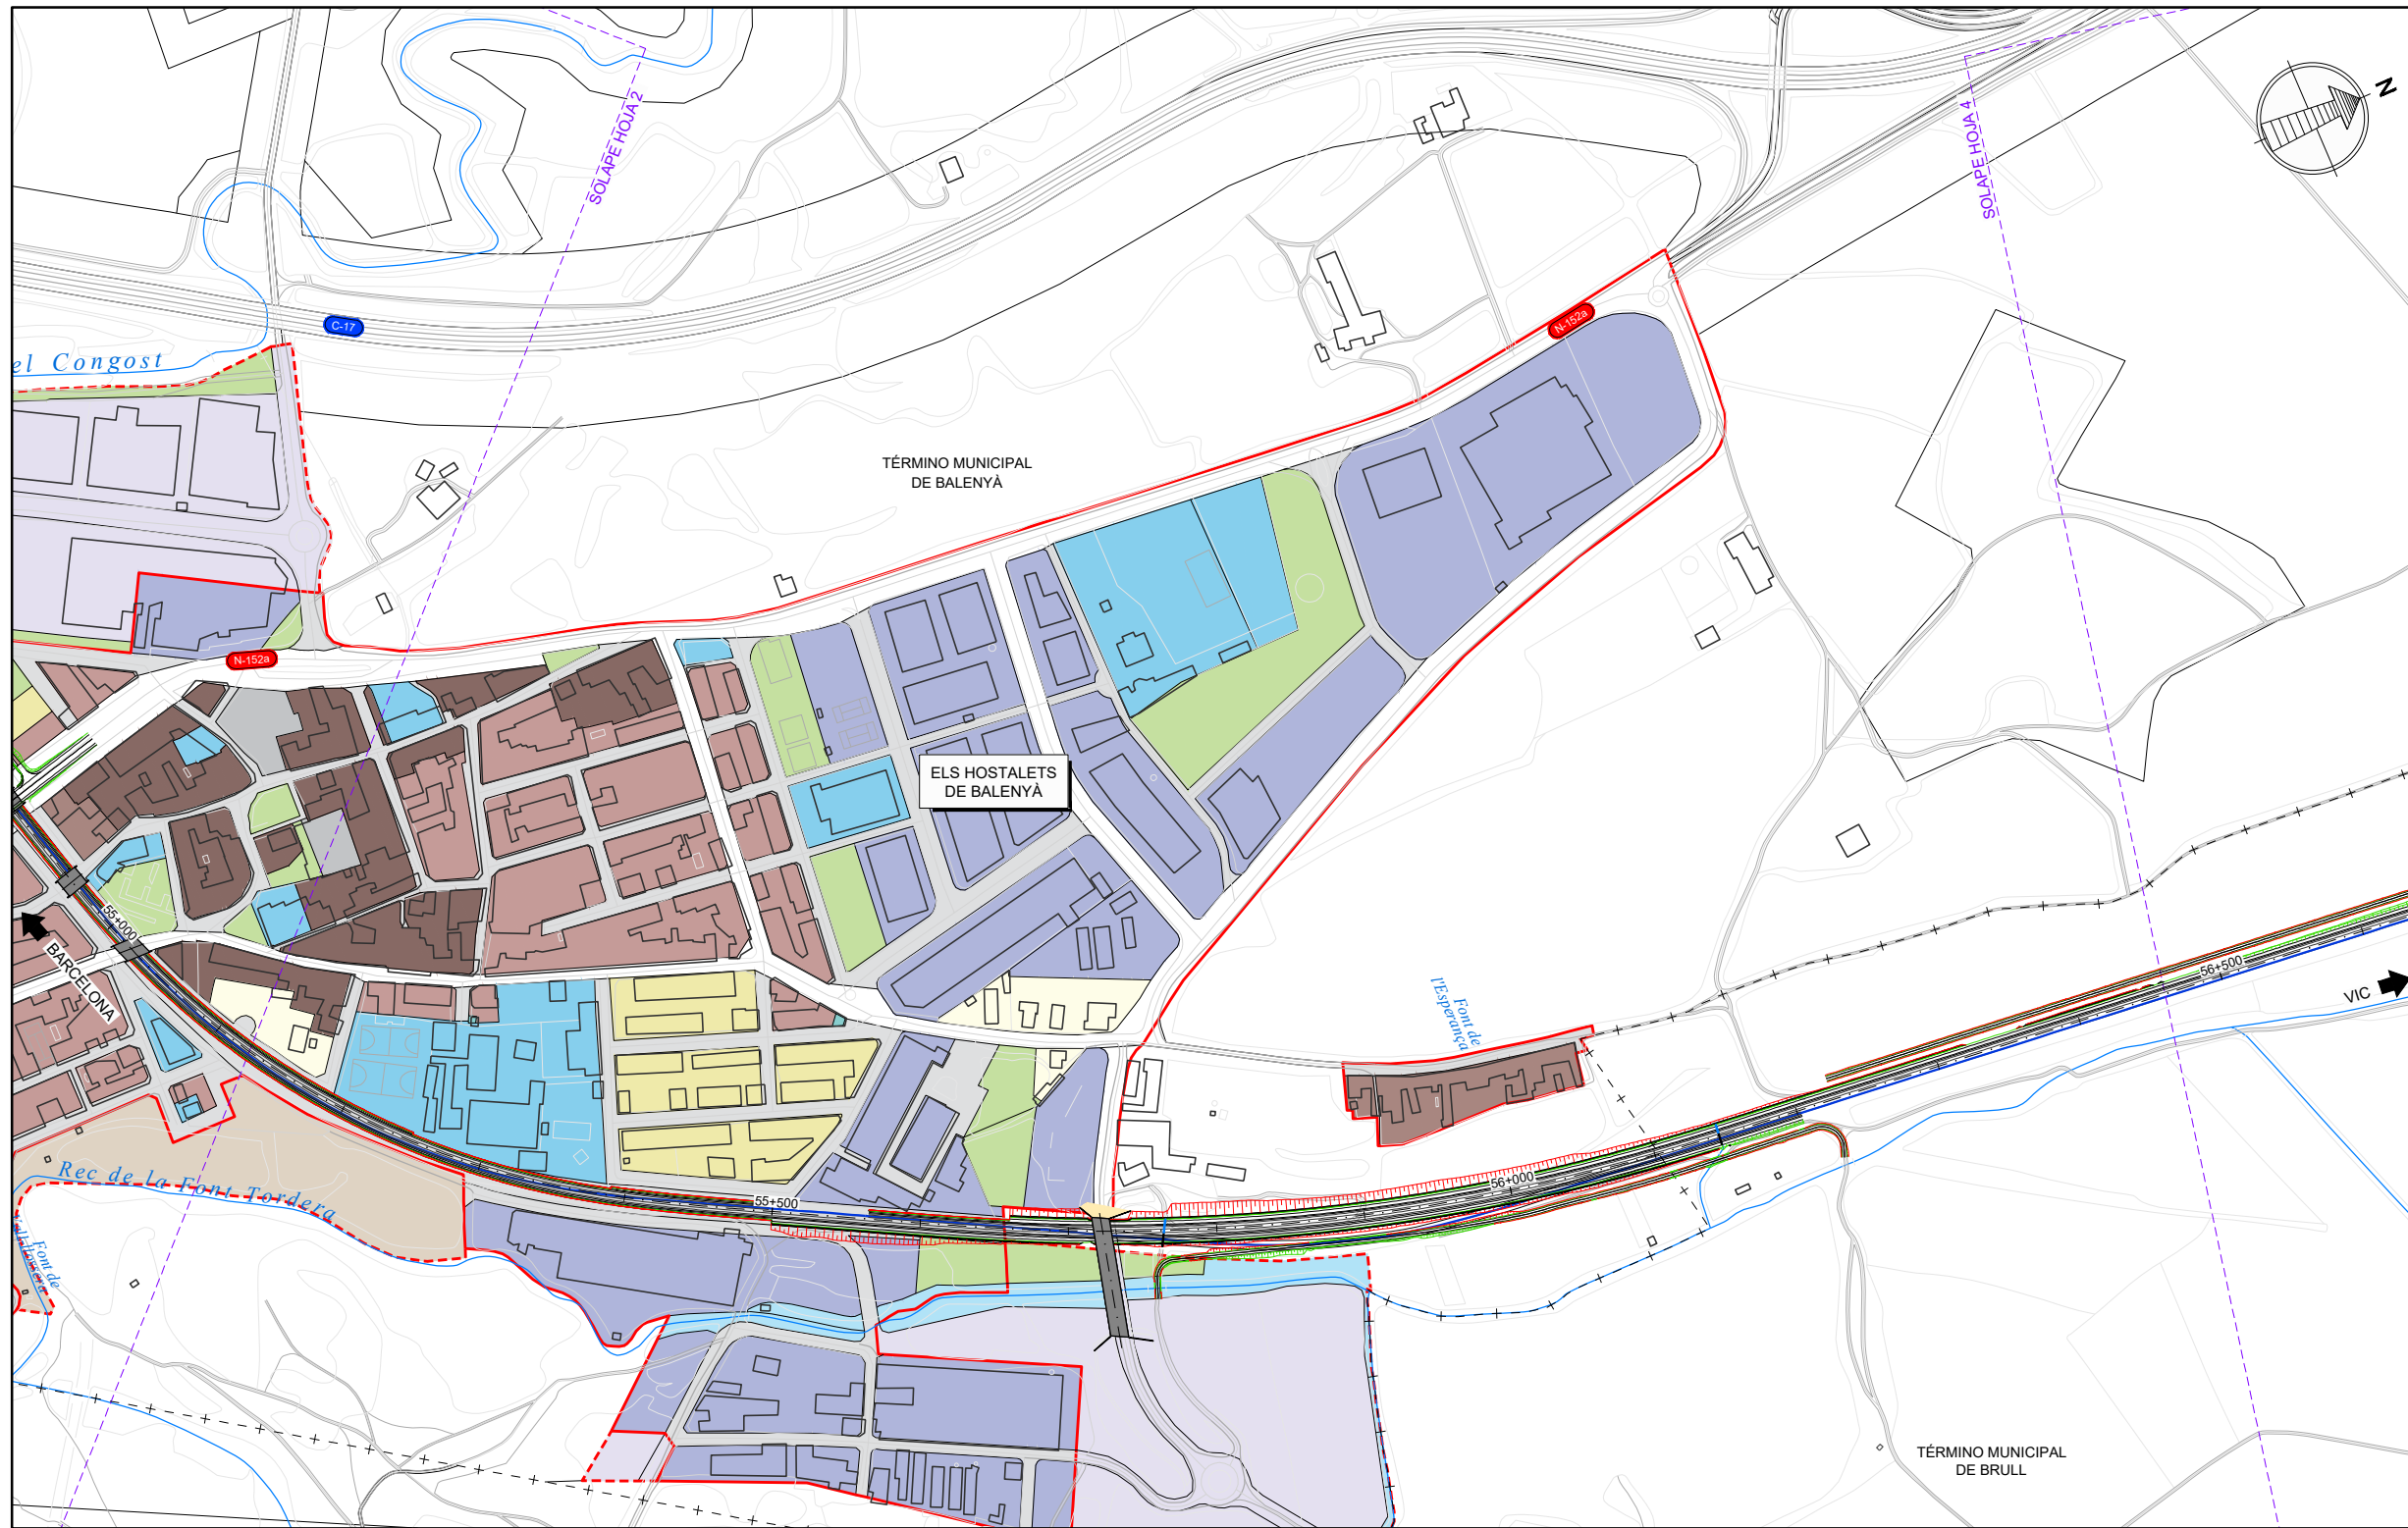 SOLAPE HOJA 2
SOLAPE HOJA 4
N
C-17
el Congost
N-152a
TÉRMINO MUNICIPAL
DE BALENYÀ
N-152a
ELS HOSTALETS
DE BALENYÀ
55+000
BARCELONA
Font de
l'Esperança
56+500
VIC
Rec de la Font Tordera
55+500
56+000
Font de
TÉRMINO MUNICIPAL
DE BRULL